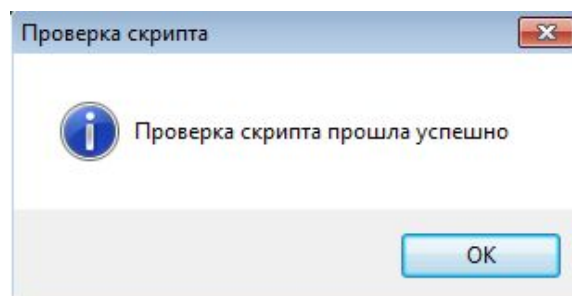 Проверка скрипта
Проверка скрипта прошла успешно
OK